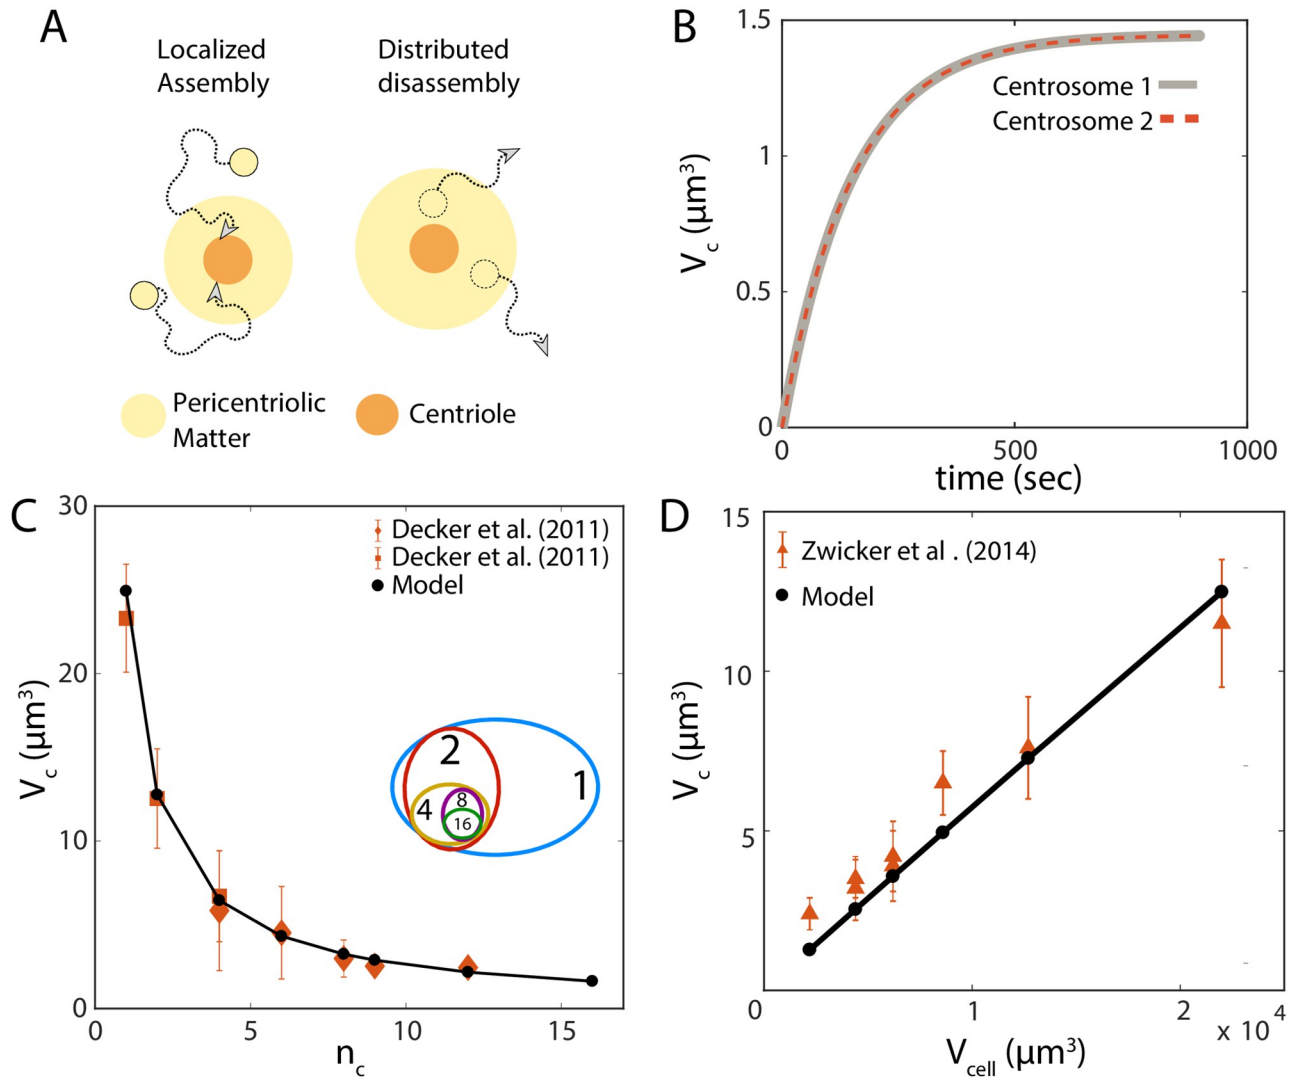 A
Localized
Assembly
Distributed
disassembly
Pericentriolic
Matter
Centriole
B
1.5
1
0.5
0
V_c (µm³)
Centrosome 1
Centrosome 2
0
500
1000
time (sec)
C
30
20
10
0
V_c (µm³)
Decker et al. (2011)
Decker et al. (2011)
Model
2
1
4
8
16
0
5
10
15
n_c
D
15
10
5
V_c (µm³)
Zwicker et al . (2014)
Model
0
1
2
x 10⁴
V_cell (µm³)